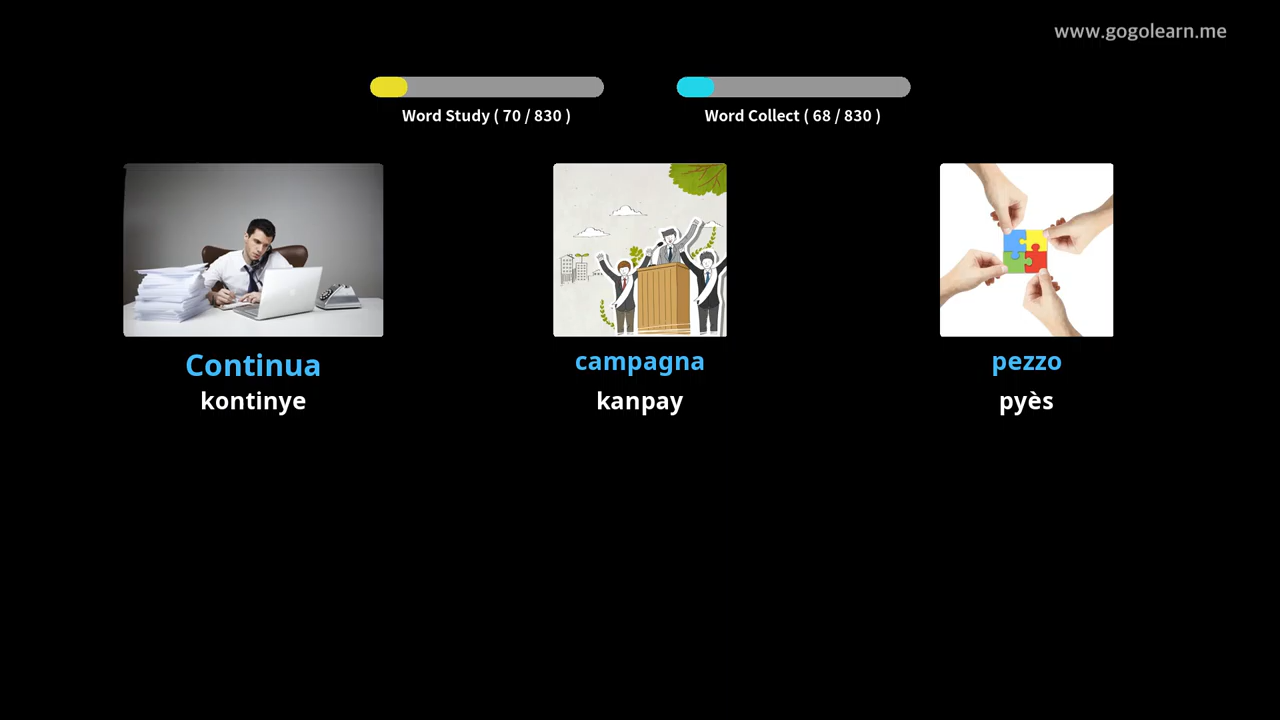 www.gogolearn.me
Word Study ( 70 / 830 )
Word Collect ( 68 / 830 )
Continua
kontinye
campagna
kanpay
pezzo
pyès